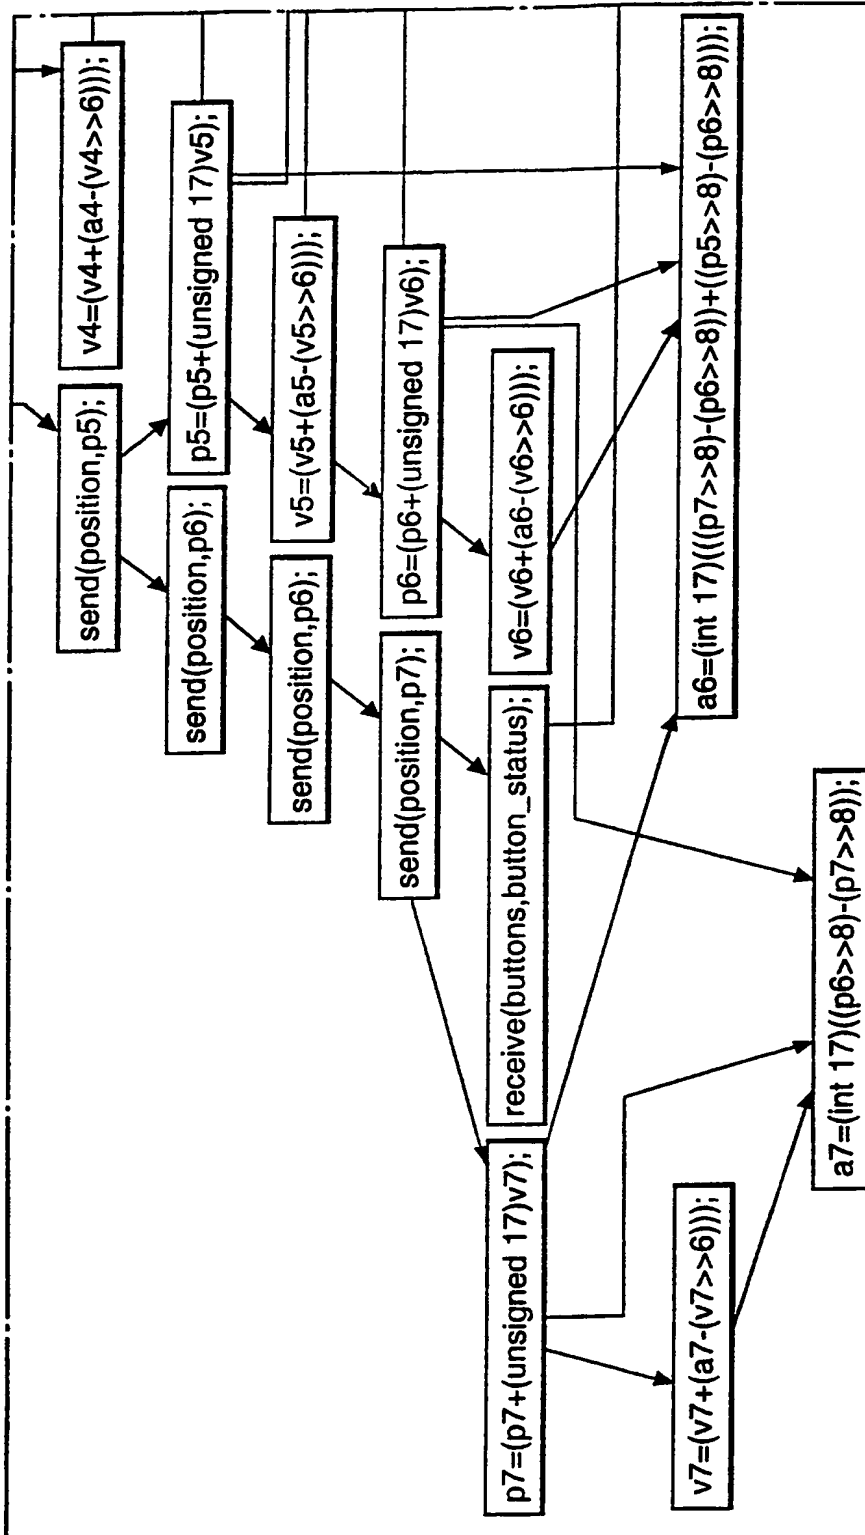 v4=(v4+(a4-(v4>>6)));
send(position,p5);
p5=(p5+(unsigned 17)v5);
send(position,p6);
v5=(v5+(a5-(v5>>6)));
send(position,p6);
p6=(p6+(unsigned 17)v6);
send(position,p7);
v6=(v6+(a6-(v6>>6)));
receive(buttons,button_status);
p7=(p7+(unsigned 17)v7);
a6=(int 17)(((p7>>8)-(p6>>8))+((p5>>8)-(p6>>8)));
v7=(v7+(a7-(v7>>6)));
a7=(int 17)((p6>>8)-(p7>>8));